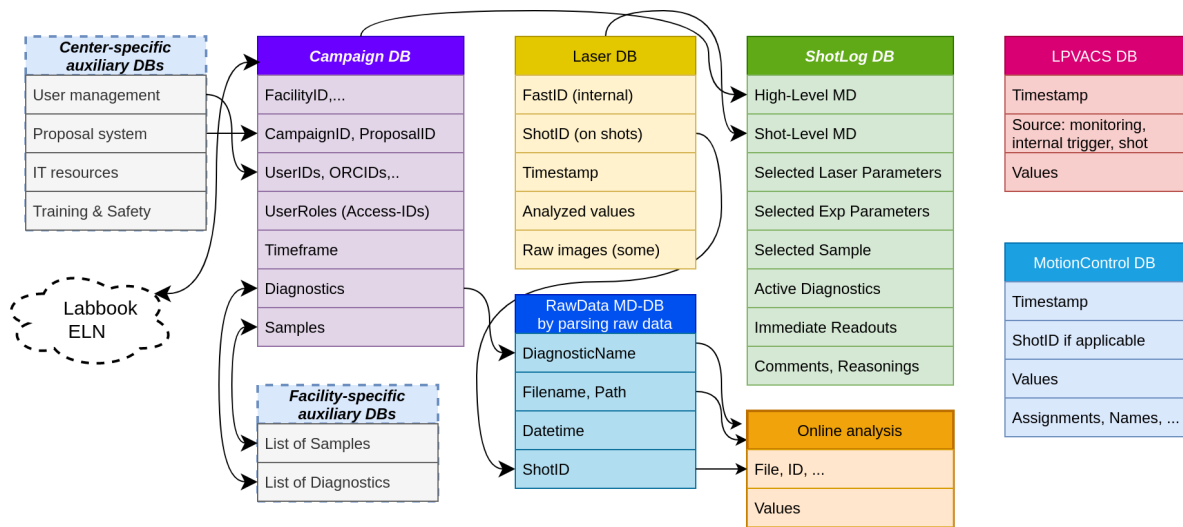 Center-specific
auxiliary DBs
User management
Proposal system
IT resources
Training & Safety
Labbook
ELN
Campaign DB
FacilityID,...
CampaignID, ProposalID
UserIDs, ORCIDs,..
UserRoles (Access-IDs)
Timeframe
Diagnostics
Samples
Facility-specific
auxiliary DBs
List of Samples
List of Diagnostics
Laser DB
FastID (internal)
ShotID (on shots)
Timestamp
Analyzed values
Raw images (some)
RawData MD-DB
by parsing raw data
DiagnosticName
Filename, Path
Datetime
ShotID
ShotLog DB
High-Level MD
Shot-Level MD
Selected Laser Parameters
Selected Exp Parameters
Selected Sample
Active Diagnostics
Immediate Readouts
Comments, Reasonings
Online analysis
File, ID, ...
Values
LPVACS DB
Timestamp
Source: monitoring,
internal trigger, shot
Values
MotionControl DB
Timestamp
ShotID if applicable
Values
Assignments, Names, ...